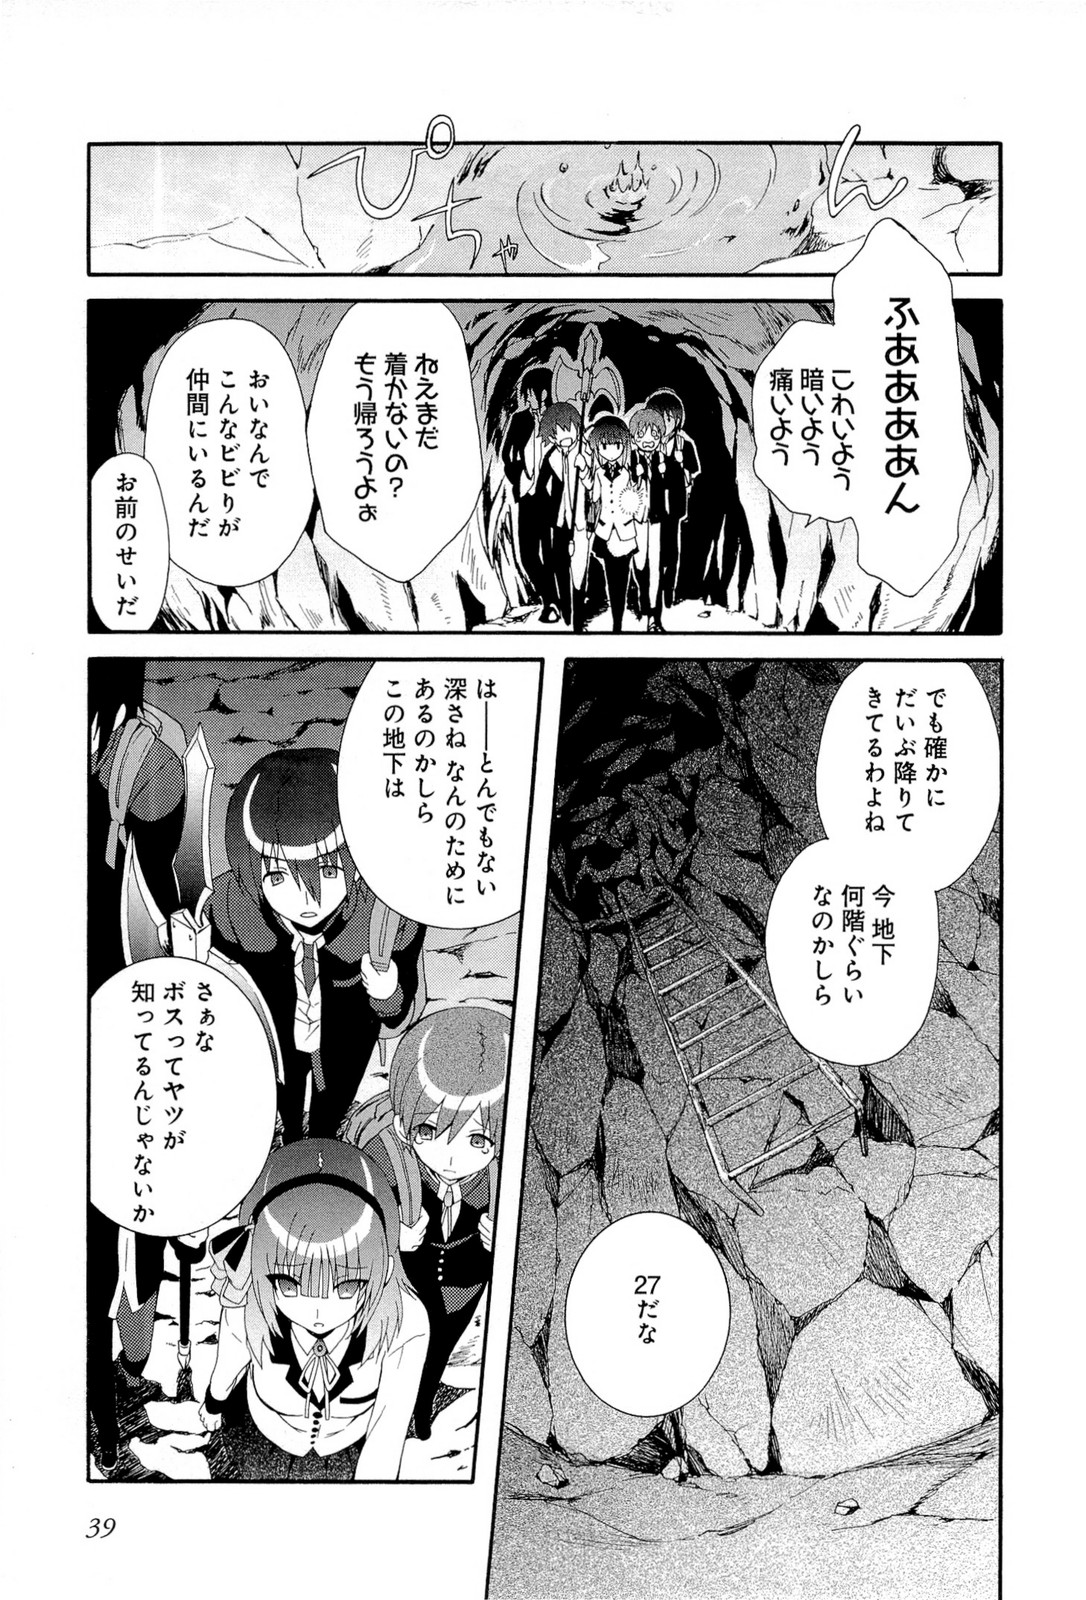 ぴちゃ
ん
ふああああん
こわいよう
暗いよう
痛いよう
ねえまだ
着かないの？
もう帰ろうよぉ
おいなんで
こんなビビりが
仲間にいるんだ
お前のせいだ
でも確かに
だいぶ降りて
きてるわよね
今 地下
何階ぐらい
なのかしら
27だな
は――とんでもない
深さね なんのために
あるのかしら
この地下は
さぁな
ボスってヤツが
知ってるんじゃないか
39